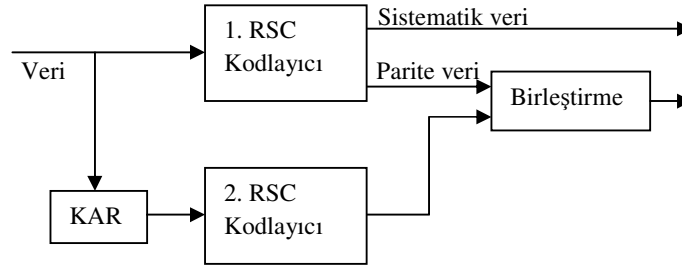 Sistematik veri
1. RSC
Kodlayıcı
Veri
Parite veri
Birleştirme
2. RSC
Kodlayıcı
KAR